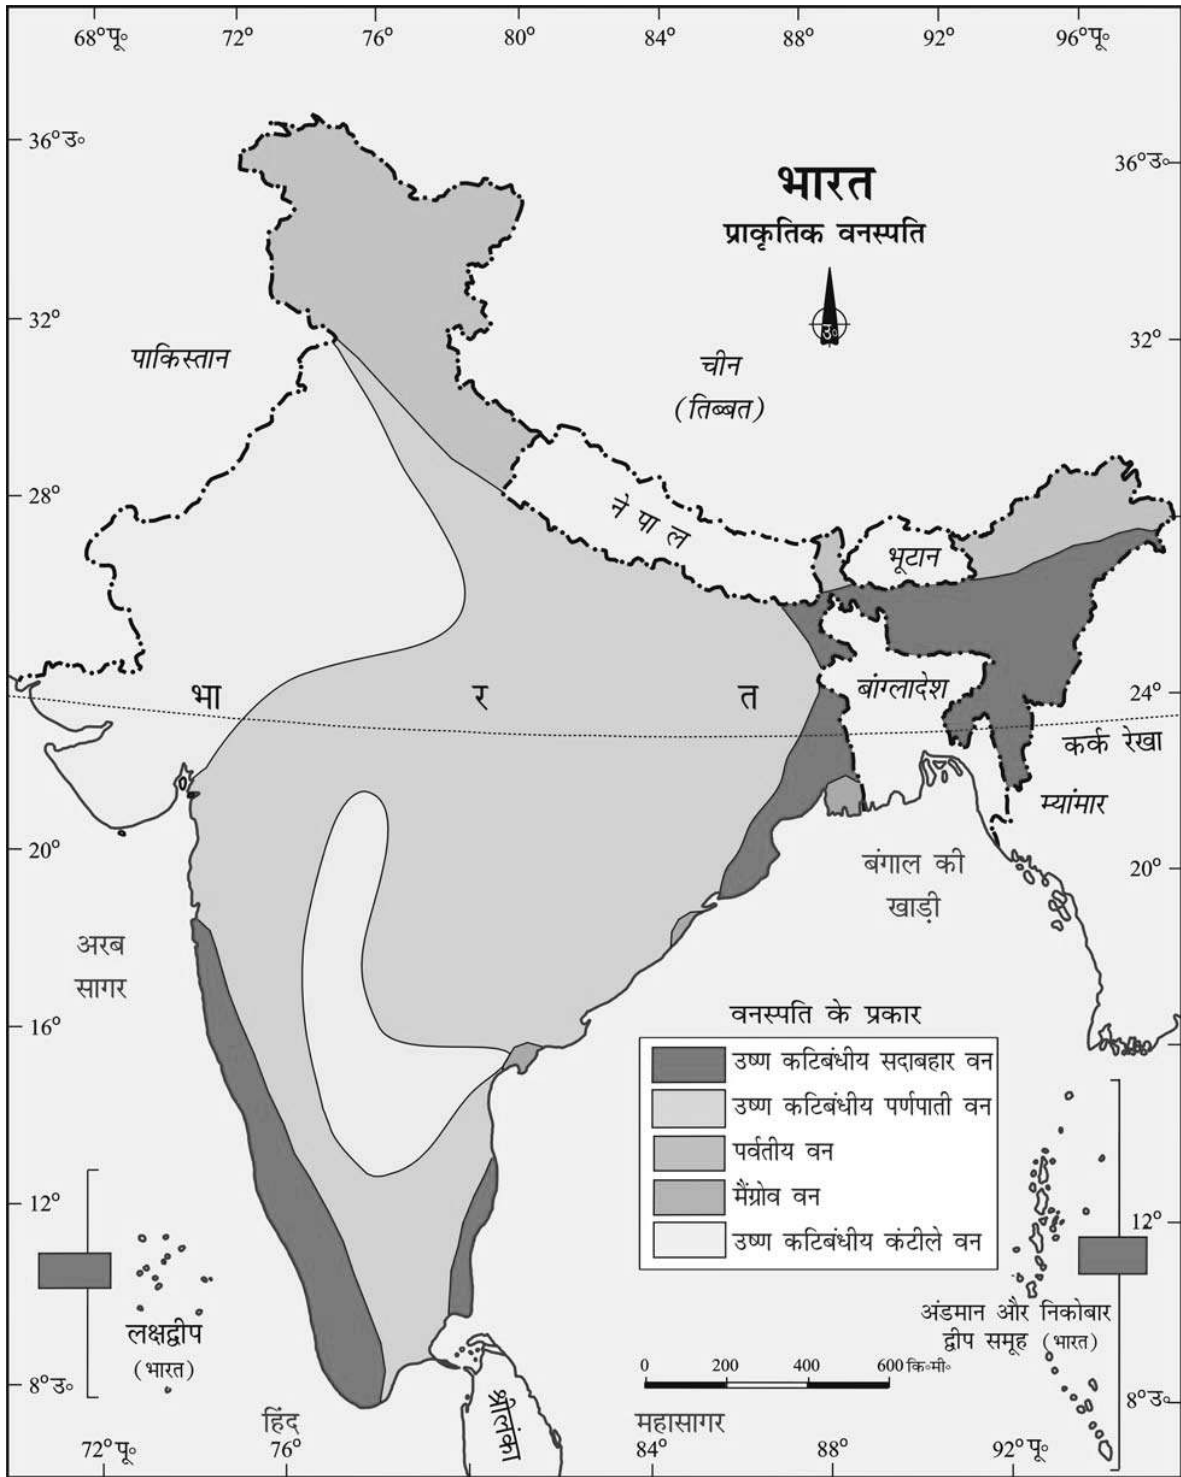 68°पू॰ 72° 76° 80° 84° 88° 92° 96°पू॰
36°उ॰
36°उ॰
भारत
प्राकृतिक वनस्पति
उ॰
32°
32°
पाकिस्तान
चीन
(तिब्बत)
28°
नेपाल
भूटान
भा र त
बांग्लादेश
24°
कर्क रेखा
म्यांमार
20°
20°
बंगाल की
खाड़ी
अरब
सागर
16°
वनस्पति के प्रकार
उष्ण कटिबंधीय सदाबहार वन
उष्ण कटिबंधीय पर्णपाती वन
पर्वतीय वन
मैंग्रोव वन
उष्ण कटिबंधीय कंटीले वन
12°
12°
लक्षद्वीप
(भारत)
अंडमान और निकोबार
द्वीप समूह (भारत)
0 200 400 600 कि॰मी॰
8°उ॰
8°उ॰
श्रीलंका
हिंद महासागर
72°पू॰ 76° 84° 88° 92°पू॰